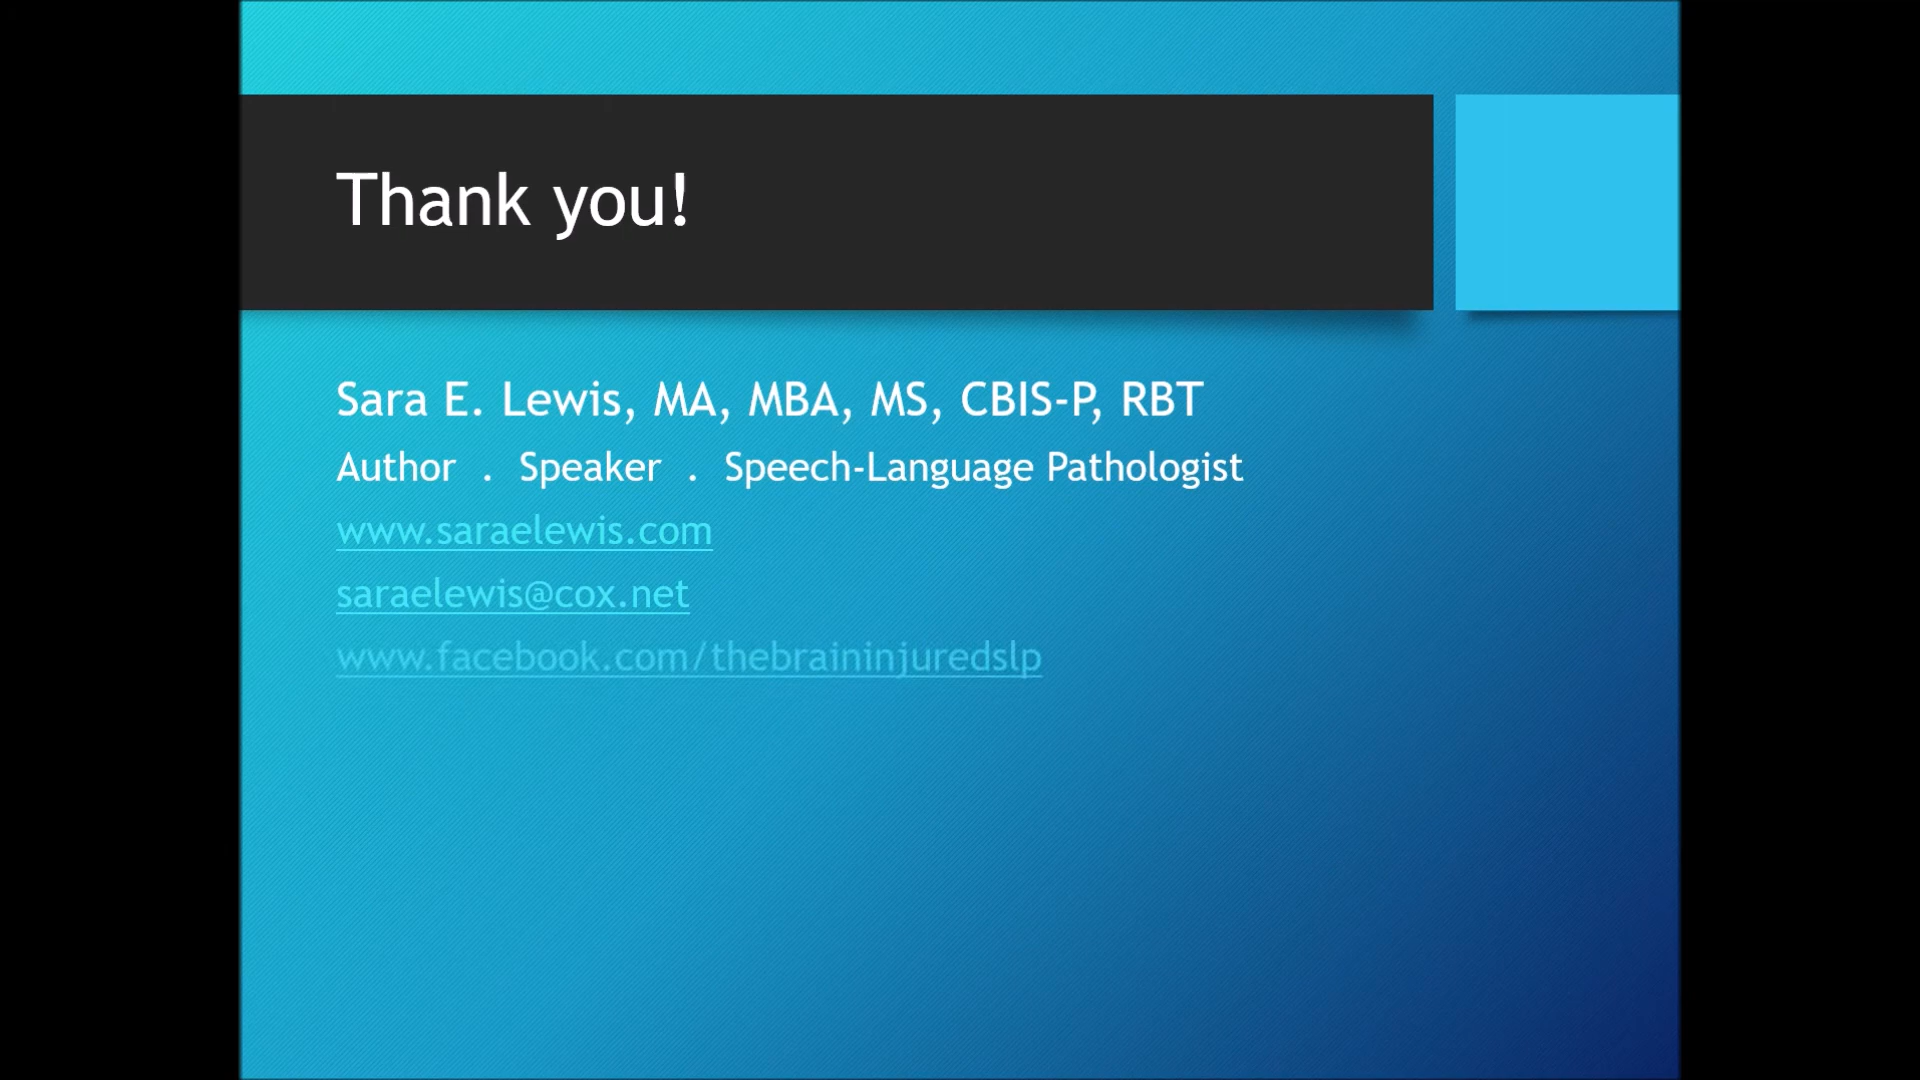 Thank you!
Sara E. Lewis, MA, MBA, MS, CBIS-P, RBT
Author . Speaker . Speech-Language Pathologist
www.saraelewis.com
saraelewis@cox.net
www.facebook.com/thebraininjuredslp